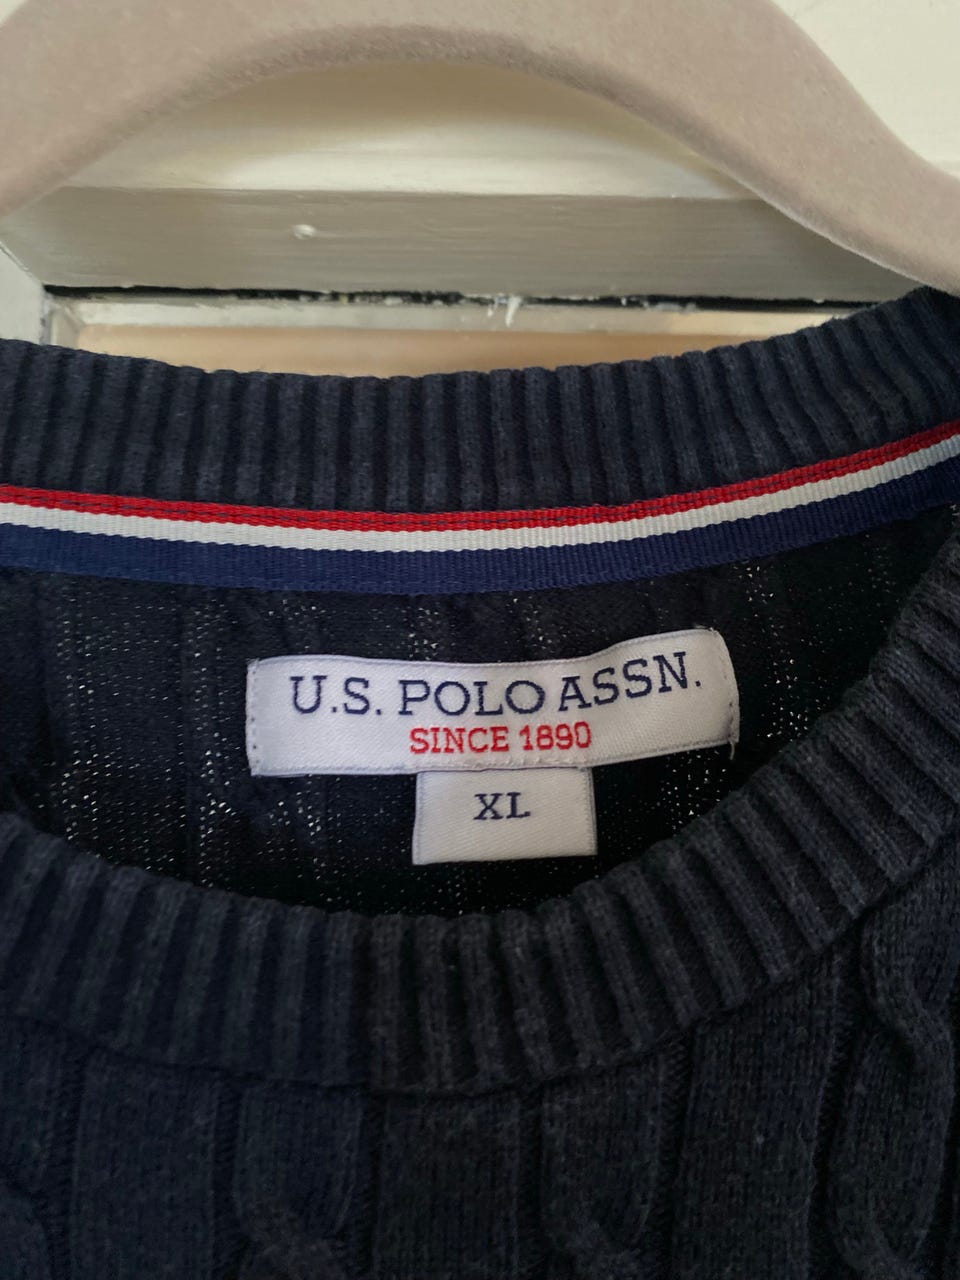 U.S. POLO ASSN.
SINCE 1890
XL